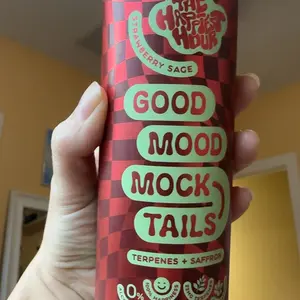 THE
HAPPIEST
HOUR
STRAWBERRY SAGE
GOOD
MOOD
MOCK
TAILS
TERPENES + SAFFRON
0%